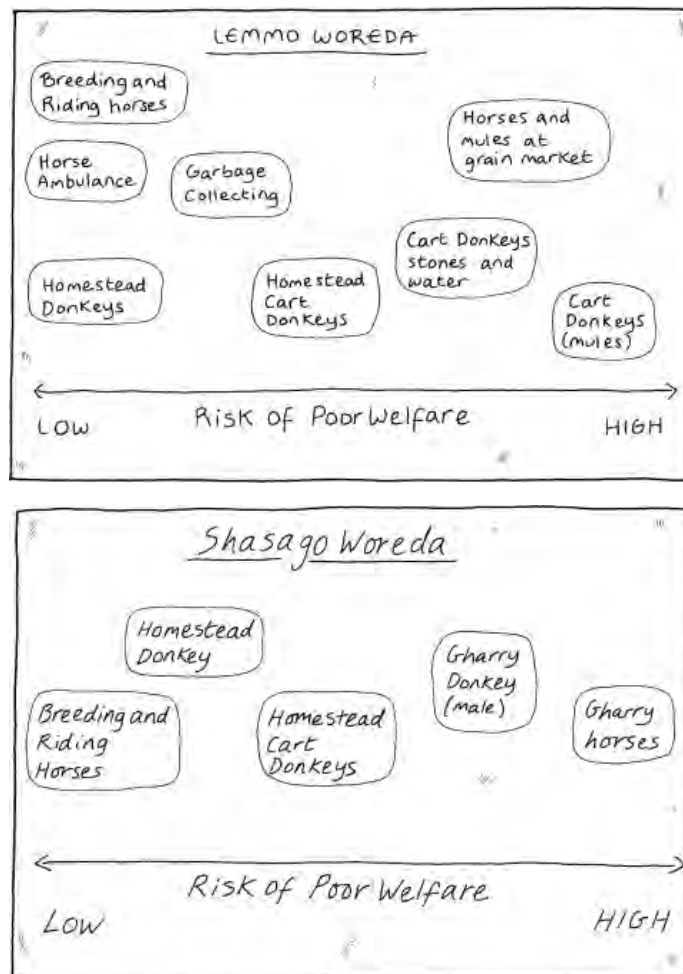 LEMMO WOREDA
Breeding and
Riding horses
Horses and
mules at
grain market
Horse
Ambulance
Garbage
Collecting
Cart Donkeys
stones and
water
Homestead
Donkeys
Homestead
Cart
Donkeys
Cart
Donkeys
(mules)
LOW
Risk of Poor Welfare
HIGH
Shasago Woreda
Homestead
Donkey
Gharry
Donkey
(male)
Breeding and
Riding
Horses
Homestead
Cart
Donkeys
Gharry
horses
Risk of Poor Welfare
LOW
HIGH